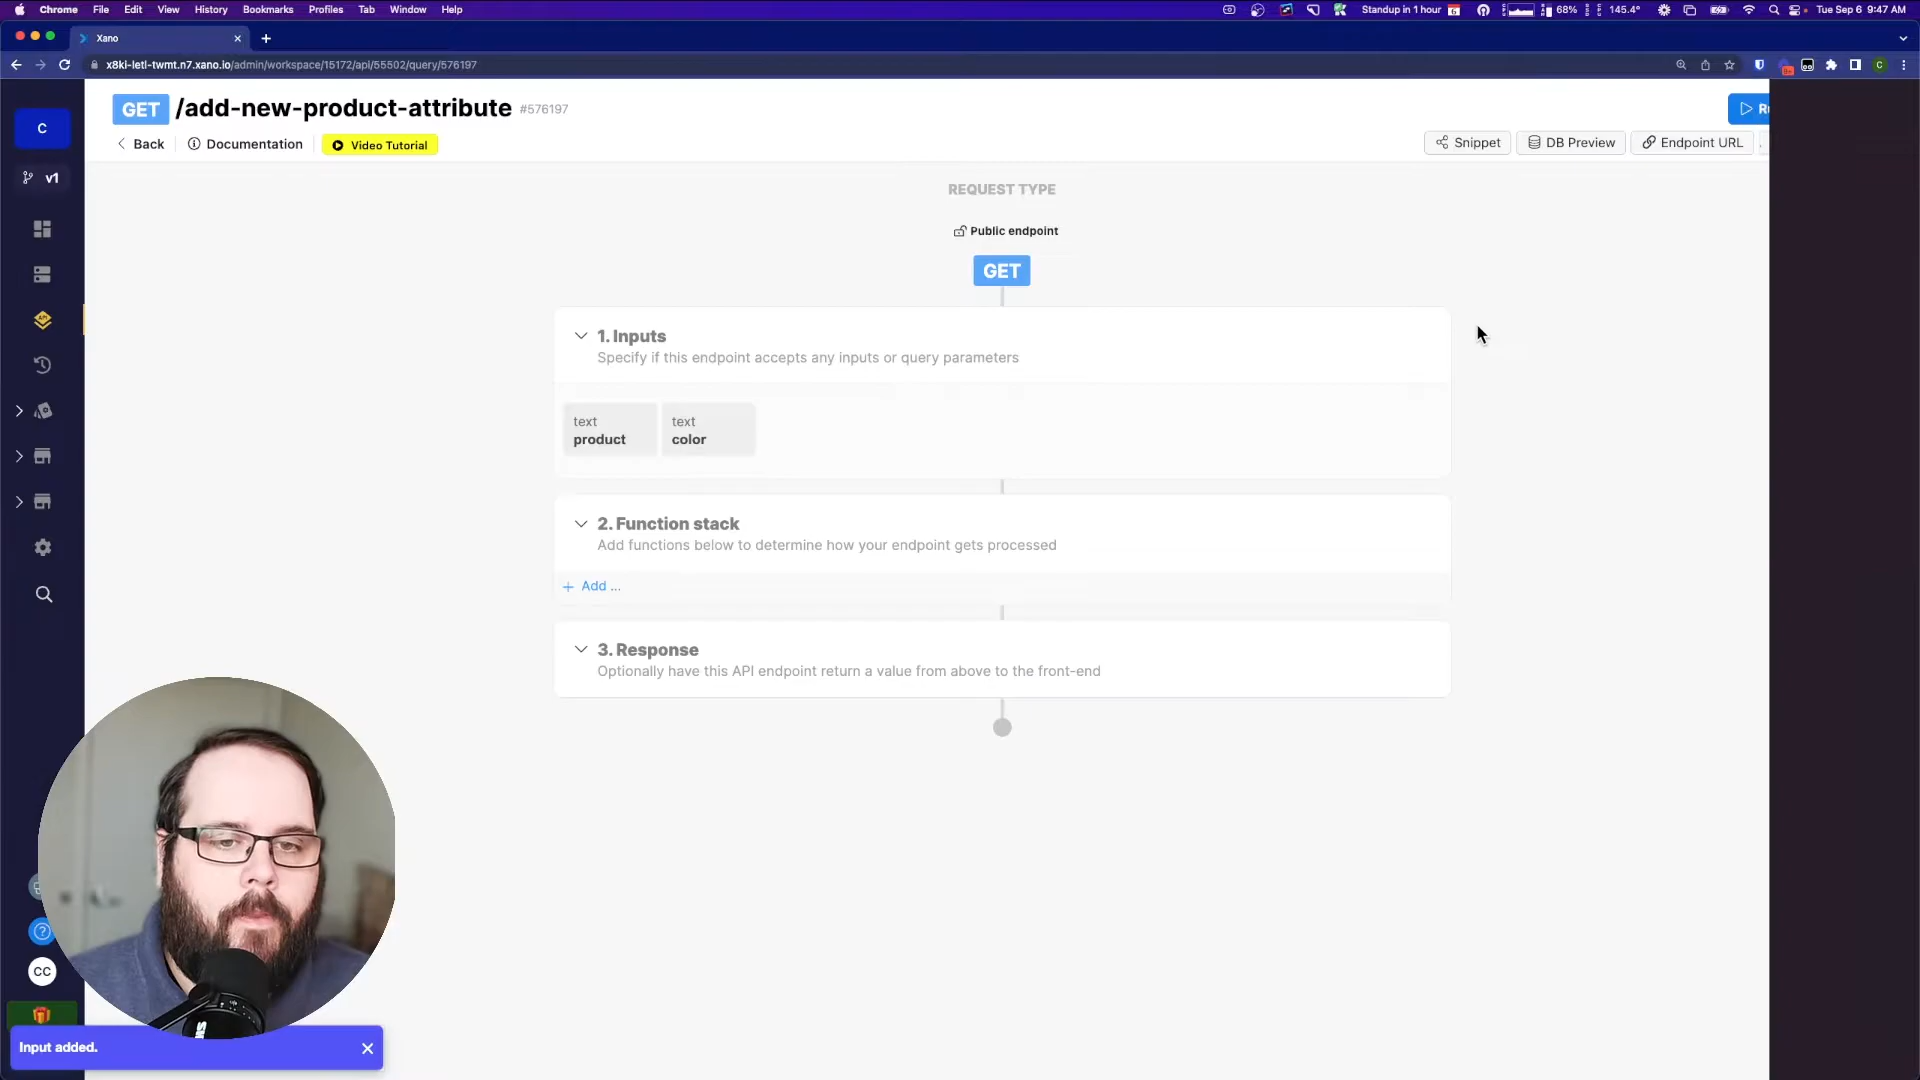 Chrome File Edit View History Bookmarks Profiles Tab Window Help
Standup in 1 hour 68% 145.4° Tue Sep 6 9:47 AM
Xano
x8ki-letl-twmt.n7.xano.io/admin/workspace/15172/api/55502/query/576197
C
v1
GET /add-new-product-attribute #576197
Back Documentation Video Tutorial
Snippet DB Preview Endpoint URL
REQUEST TYPE
Public endpoint
GET
1. Inputs
Specify if this endpoint accepts any inputs or query parameters
text text
product color
2. Function stack
Add functions below to determine how your endpoint gets processed
+ Add ...
3. Response
Optionally have this API endpoint return a value from above to the front-end
CC
Input added.